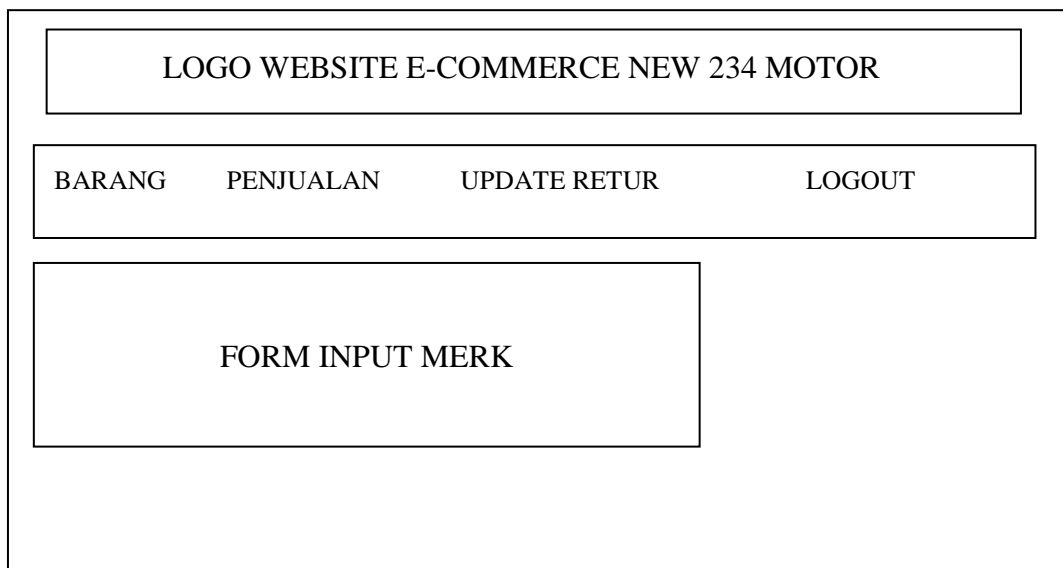 LOGO WEBSITE E-COMMERCE NEW 234 MOTOR
BARANG PENJUALAN UPDATE RETUR LOGOUT
FORM INPUT MERK